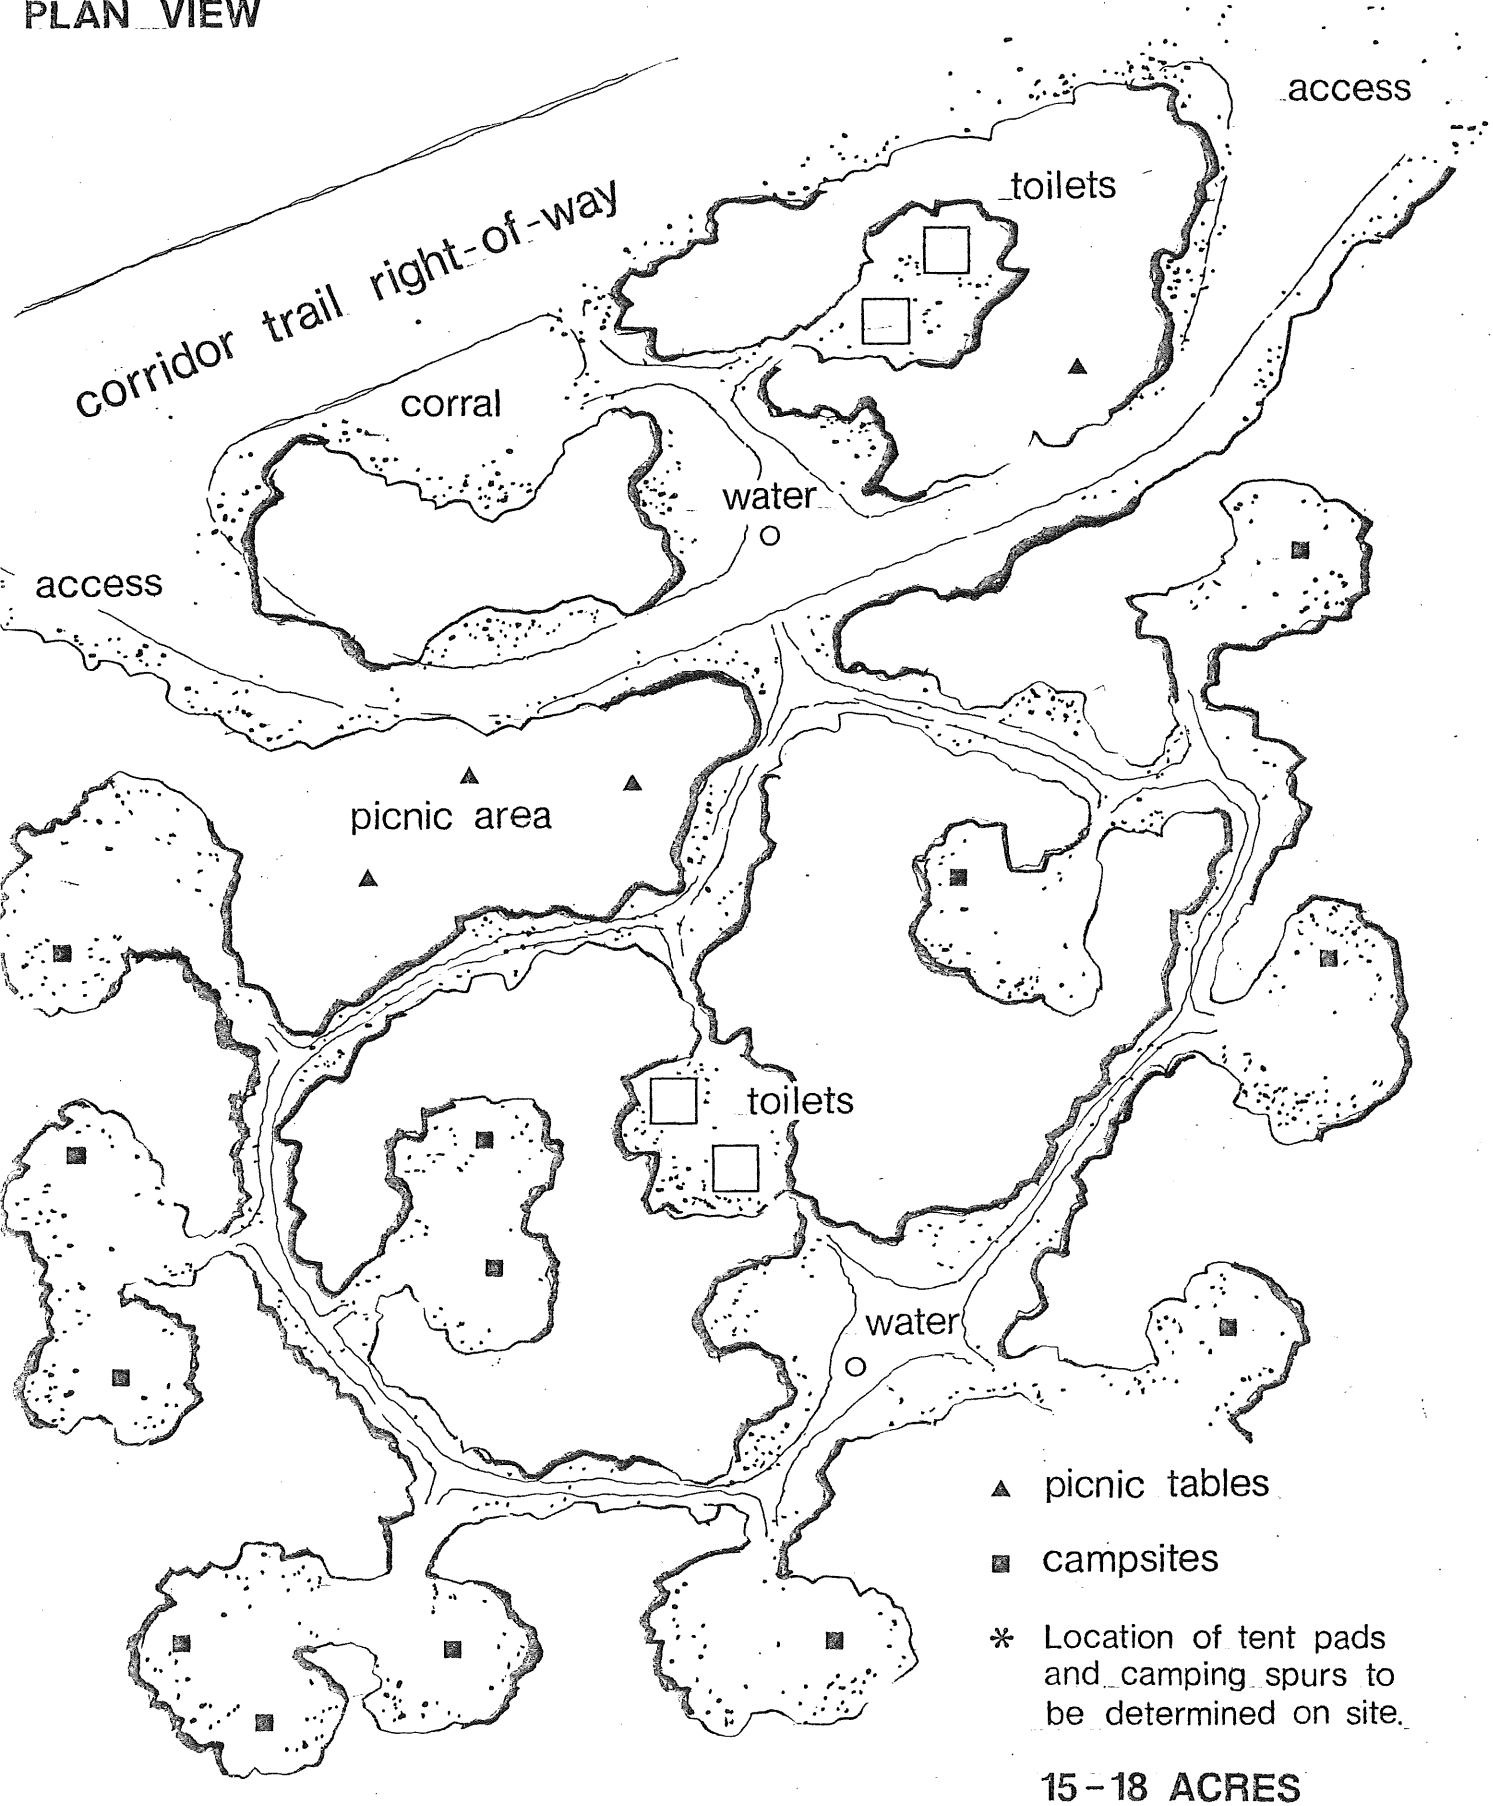 PLAN VIEW
access
toilets
corridor trail right-of-way
corral
water
access
picnic area
toilets
water
picnic tables
campsites
* Location of tent pads
and camping spurs to
be determined on site.
15-18 ACRES